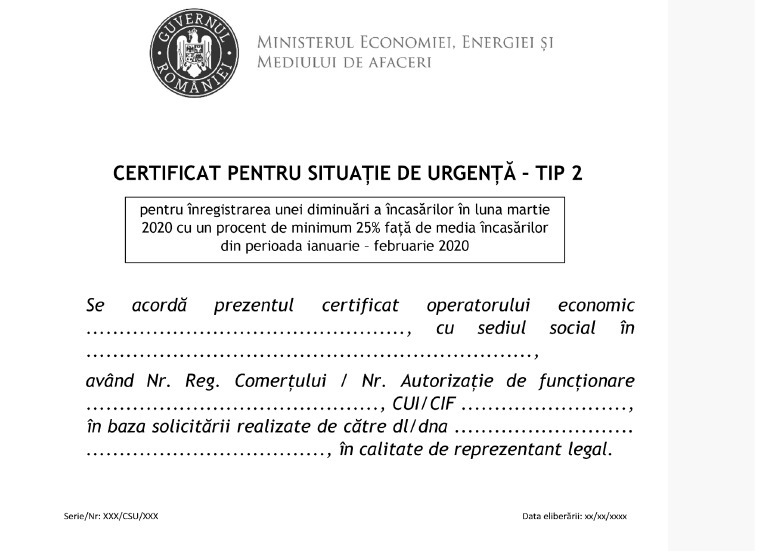 GUVERNUL
ROMÂNIEI
MINISTERUL ECONOMIEI, ENERGIEI ȘI
MEDIULUI DE AFACERI
CERTIFICAT PENTRU SITUAȚIE DE URGENȚĂ - TIP 2
pentru înregistrarea unei diminuări a încasărilor în luna martie
2020 cu un procent de minimum 25% față de media încasărilor
din perioada ianuarie – februarie 2020
Se acordă prezentul certificat operatorului economic
................................................, cu sediul social în
...................................................................,
având Nr. Reg. Comerțului / Nr. Autorizație de funcționare
............................................, CUI/CIF .........................,
în baza solicitării realizate de către dl/dna ...........................
...................................., în calitate de reprezentant legal.
Serie/Nr: XXX/CSU/XXX
Data eliberării: xx/xx/xxxx